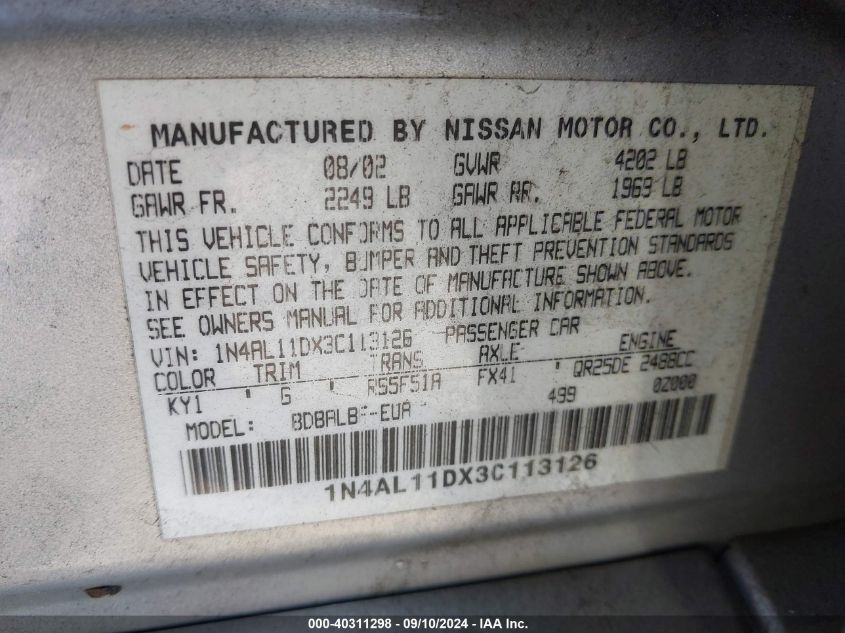 MANUFACTURED BY NISSAN MOTOR CO., LTD.
DATE 08/02 GVWR 4202 LB
GAWR FR. 2249 LB GAWR RR. 1969 LB
THIS VEHICLE CONFORMS TO ALL APPLICABLE FEDERAL MOTOR
VEHICLE SAFETY, BUMPER AND THEFT PREVENTION STANDARDS
IN EFFECT ON THE DATE OF MANUFACTURE SHOWN ABOVE.
SEE OWNERS MANUAL FOR ADDITIONAL INFORMATION.
VIN: 1N4AL11DX3C113126 PASSENGER CAR
COLOR TRIM TRANS AXLE ENGINE
KY1 ' G ' RS5F51A FX41 ' QR25DE 2488CC
MODEL: BDBALB -EUA 499 0Z000
1N4AL11DX3C113126
000-40311298 - 09/10/2024 - IAA Inc.